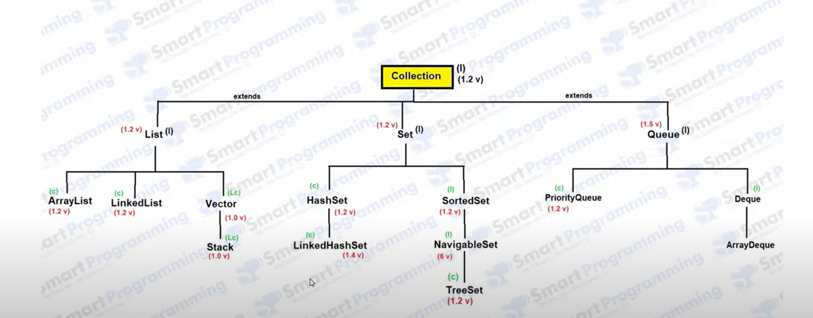 Collection (I)
(1.2 v)
extends
extends
(1.2 v) List (I)
(1.2 v)
Set (I)
(1.5 v)
Queue (I)
(c)
ArrayList
(1.2 v)
(c)
LinkedList
(1.2 v)
(Lc)
Vector
(1.0 v)
(Lc)
Stack
(1.0 v)
(c)
HashSet
(1.2 v)
(c)
LinkedHashSet
(1.4 v)
(I)
SortedSet
(1.2 v)
(I)
NavigableSet
(6 v)
(c)
TreeSet
(1.2 v)
(c)
PriorityQueue
(1.2 v)
(I)
Deque
ArrayDeque
Smart Programming